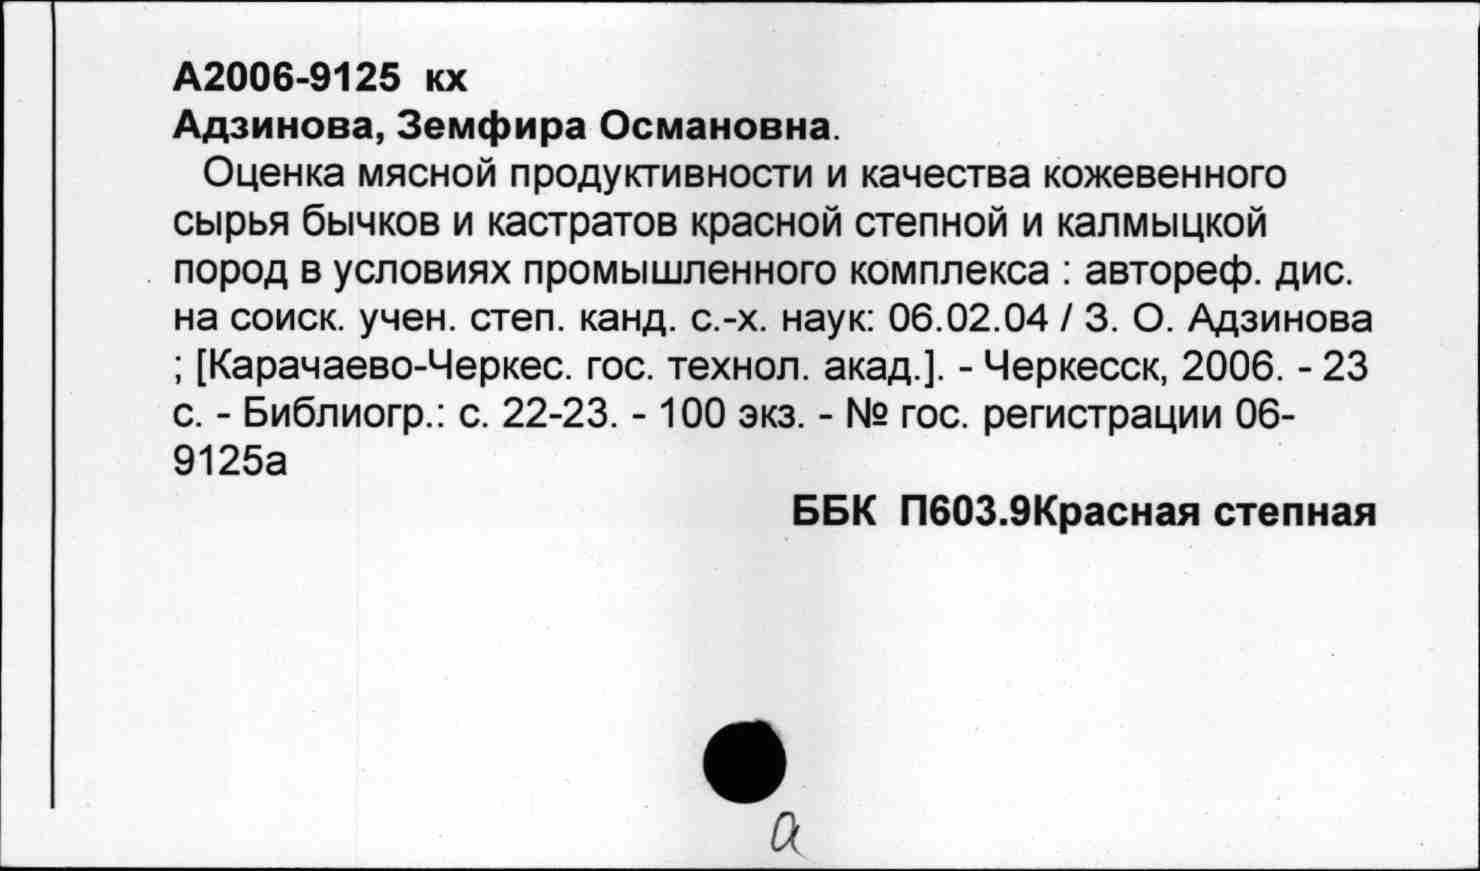 А2006-9125 кх
Адзинова, Земфира Османовна.
Оценка мясной продуктивности и качества кожевенного
сырья бычков и кастратов красной степной и калмыцкой
пород в условиях промышленного комплекса : автореф. дис.
на соиск. учен. степ. канд. с.-х. наук: 06.02.04 / З. О. Адзинова
; [Карачаево-Черкес. гос. технол. акад.]. - Черкесск, 2006. - 23
с. - Библиогр.: с. 22-23. - 100 экз. - № гос. регистрации 06-
9125а
ББК П603.9Красная степная
а